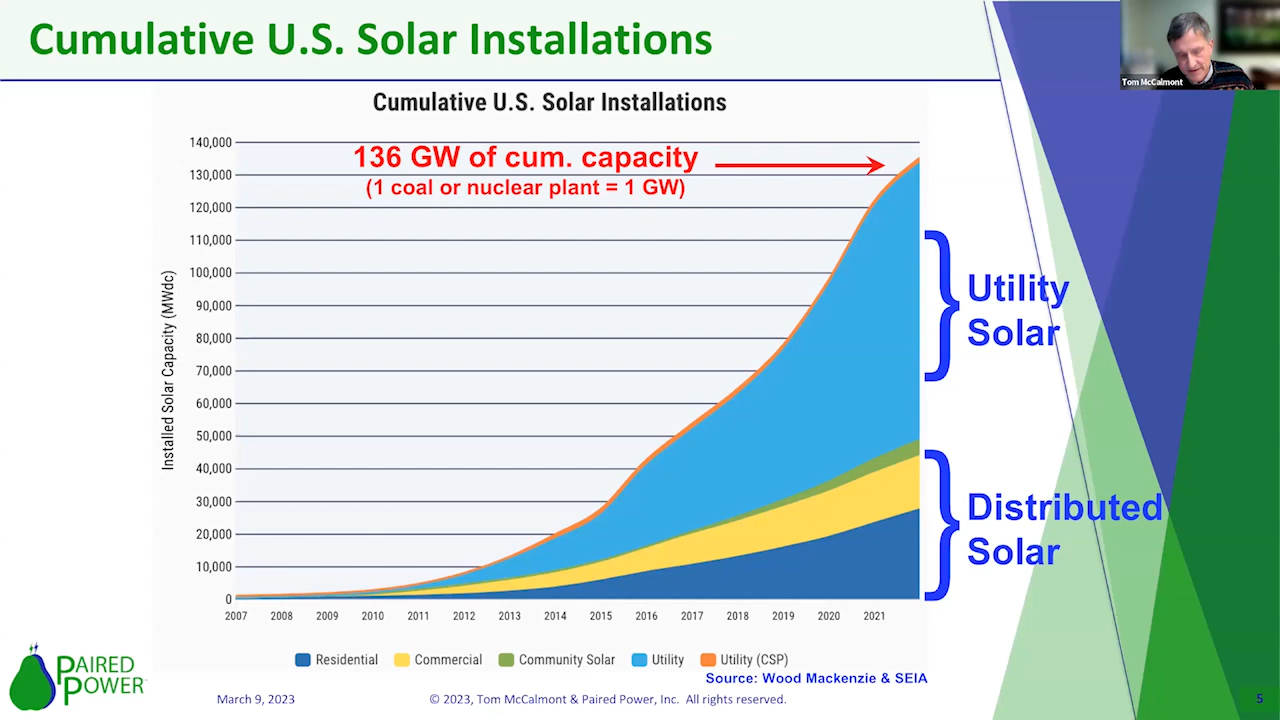 Cumulative U.S. Solar Installations
Tom McCalmont
Cumulative U.S. Solar Installations
136 GW of cum. capacity
(1 coal or nuclear plant = 1 GW)
Installed Solar Capacity (MWdc)
140,000
130,000
120,000
110,000
100,000
90,000
80,000
70,000
60,000
50,000
40,000
30,000
20,000
10,000
0
2007 2008 2009 2010 2011 2012 2013 2014 2015 2016 2017 2018 2019 2020 2021
Utility
Solar
Distributed
Solar
Residential Commercial Community Solar Utility Utility (CSP)
Source: Wood Mackenzie & SEIA
PAIRED
POWER
March 9, 2023 © 2023, Tom McCalmont & Paired Power, Inc. All rights reserved. 5